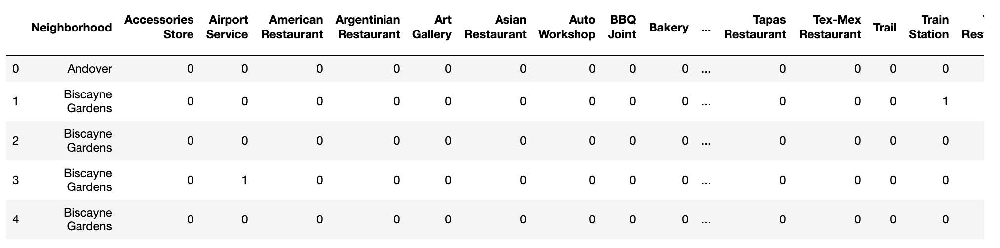 Neighborhood Accessories Store Airport Service American Restaurant Argentinian Restaurant Art Gallery Asian Restaurant Auto Workshop BBQ Joint Bakery ... Tapas Restaurant Tex-Mex Restaurant Trail Train Station
0 Andover 0 0 0 0 0 0 0 0 0 ... 0 0 0 0
1 Biscayne Gardens 0 0 0 0 0 0 0 0 0 ... 0 0 0 1
2 Biscayne Gardens 0 0 0 0 0 0 0 0 0 ... 0 0 0 0
3 Biscayne Gardens 0 1 0 0 0 0 0 0 0 ... 0 0 0 0
4 Biscayne Gardens 0 0 0 0 0 0 0 0 0 ... 0 0 0 0